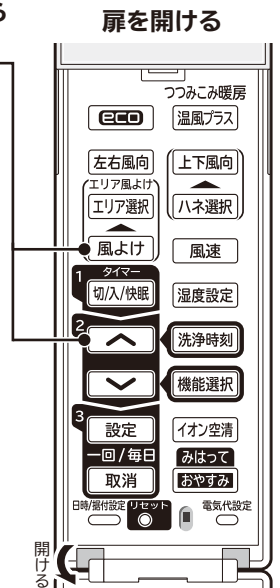 る
扉を開ける
つつみこみ暖房
eco
温風プラス
左右風向
上下風向
エリア風よけ
エリア選択
ハネ選択
風よけ
風速
1
タイマー
切/入/快眠
湿度設定
2
洗浄時刻
機能選択
3
設定
イオン空清
一回/毎日
みはって
取消
おやすみ
日時/据付設定
リセット
電気代設定
開ける